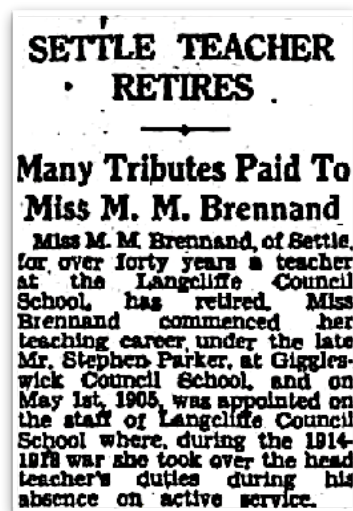 SETTLE TEACHER
RETIRES
Many Tributes Paid To
Miss M. M. Brennand
Miss M. M. Brennand, of Settle,
for over forty years a teacher
at the Langcliffe Council
School, has retired. Miss
Brennand commenced her
teaching career under the late
Mr. Stephen Parker, at Giggles-
wick Council School, and on
May 1st, 1905, was appointed on
the staff of Langcliffe Council
School where, during the 1914-
1918 war she took over the head
teacher's duties during his
absence on active service.